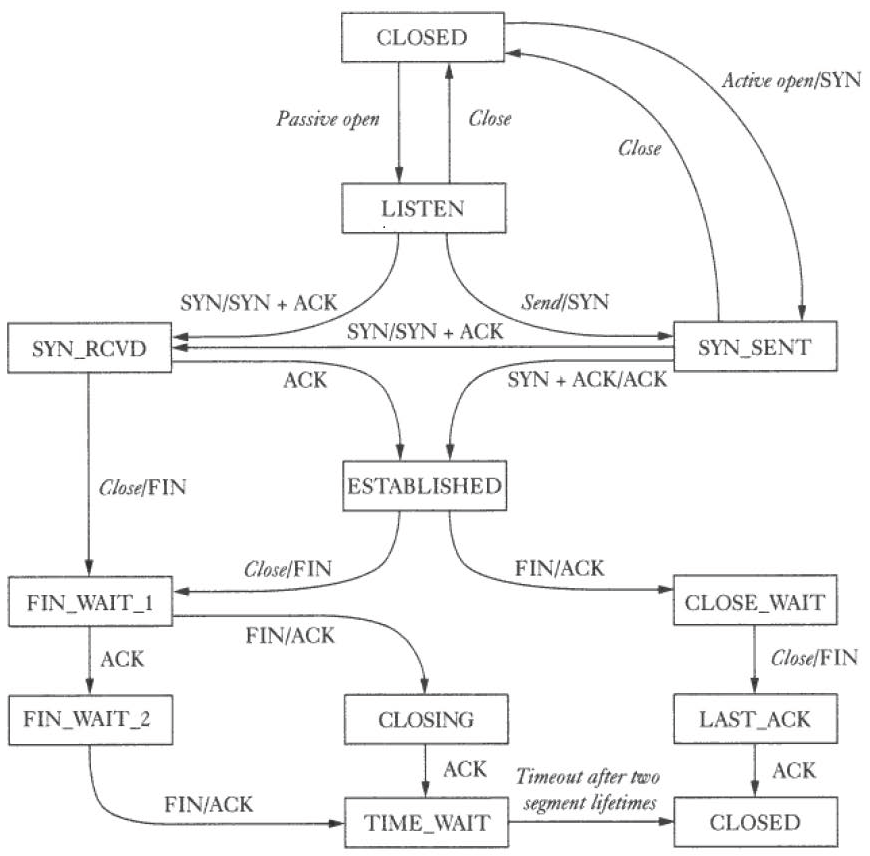 CLOSED
Active open/SYN
Passive open
Close
Close
LISTEN
SYN/SYN + ACK
Send/SYN
SYN/SYN + ACK
SYN_RCVD
SYN_SENT
ACK
SYN + ACK/ACK
ESTABLISHED
Close/FIN
Close/FIN
FIN/ACK
FIN_WAIT_1
CLOSE_WAIT
FIN/ACK
ACK
Close/FIN
FIN_WAIT_2
CLOSING
LAST_ACK
ACK
Timeout after two
segment lifetimes
ACK
FIN/ACK
TIME_WAIT
CLOSED